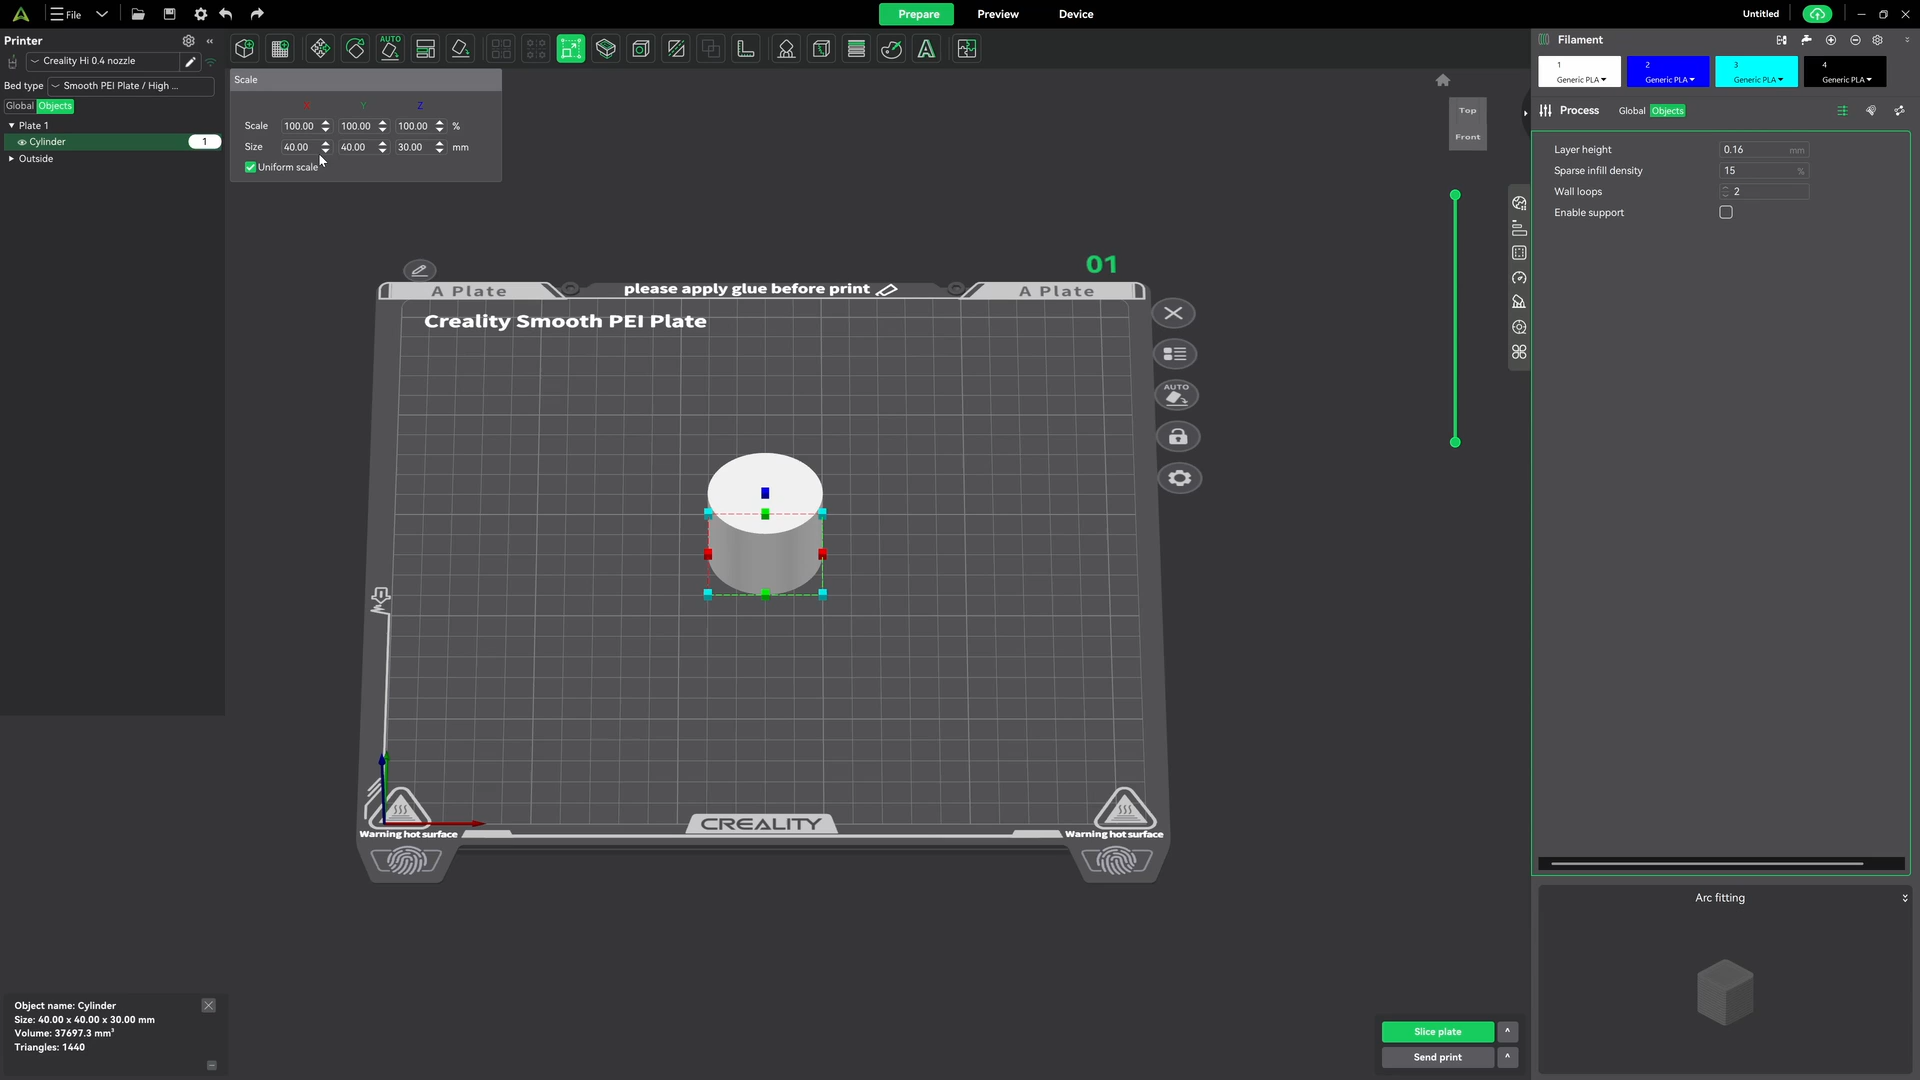 File
Prepare
Preview
Device
Untitled
Printer
Creality Hi 0.4 nozzle
Bed type
Smooth PEI Plate / High ...
Global
Objects
Plate 1
Cylinder
1
Outside
AUTO
Scale
X
Y
Z
Scale
100.00
100.00
100.00
%
Size
40.00
40.00
30.00
mm
Uniform scale
Top
Front
01
A Plate
please apply glue before print
A Plate
Creality Smooth PEI Plate
AUTO
CREALITY
Warning hot surface
Warning hot surface
Filament
1
Generic PLA
2
Generic PLA
3
Generic PLA
4
Generic PLA
Process
Global
Objects
Layer height
0.16
mm
Sparse infill density
15
%
Wall loops
2
Enable support
Arc fitting
Object name: Cylinder
Size: 40.00 x 40.00 x 30.00 mm
Volume: 37697.3 mm³
Triangles: 1440
Slice plate
Send print